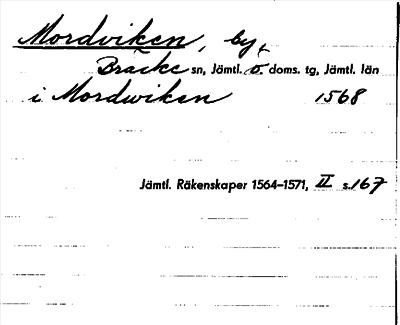 Mordviken, by,
Bräcke sn, Jämtl. ö. doms. tg, Jämtl. län
i Mordwiken 1568
Jämtl. Räkenskaper 1564–1571, II s. 167